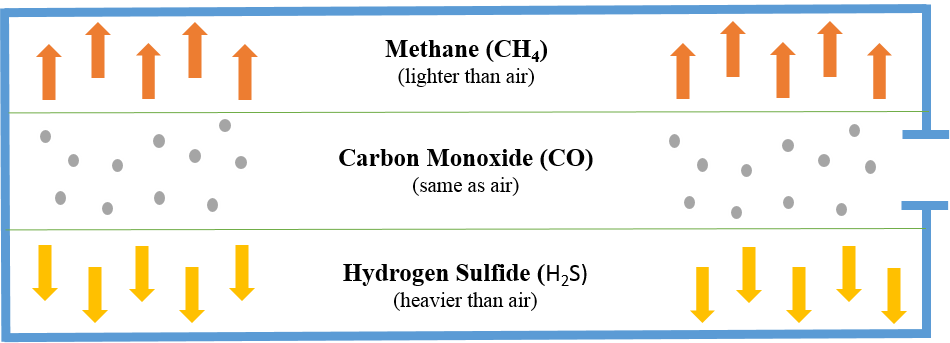 Methane (CH₄)
(lighter than air)
Carbon Monoxide (CO)
(same as air)
Hydrogen Sulfide (H₂S)
(heavier than air)